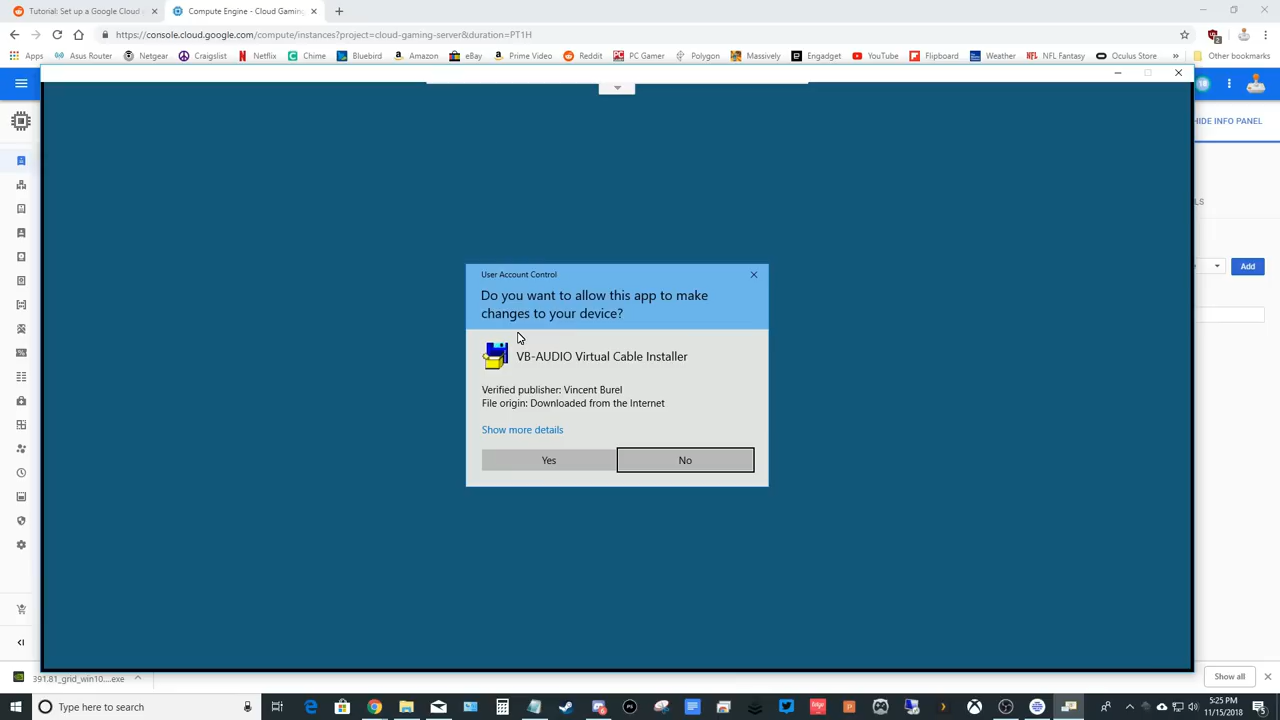 Tutorial: Set up a Google Cloud
Compute Engine - Cloud Gaming
https://console.cloud.google.com/compute/instances?project=cloud-gaming-server&duration=PT1H
Apps
Asus Router
Netgear
Craigslist
Netflix
Chime
Bluebird
Amazon
eBay
Prime Video
Reddit
PC Gamer
Polygon
Massively
Engadget
YouTube
Flipboard
Weather
NFL Fantasy
Oculus Store
»
Other bookmarks
HIDE INFO PANEL
LS
Add
User Account Control
Do you want to allow this app to make
changes to your device?
VB-AUDIO Virtual Cable Installer
Verified publisher: Vincent Burel
File origin: Downloaded from the Internet
Show more details
Yes
No
391.81_grid_win10....exe
Show all
Type here to search
5:25 PM
11/15/2018